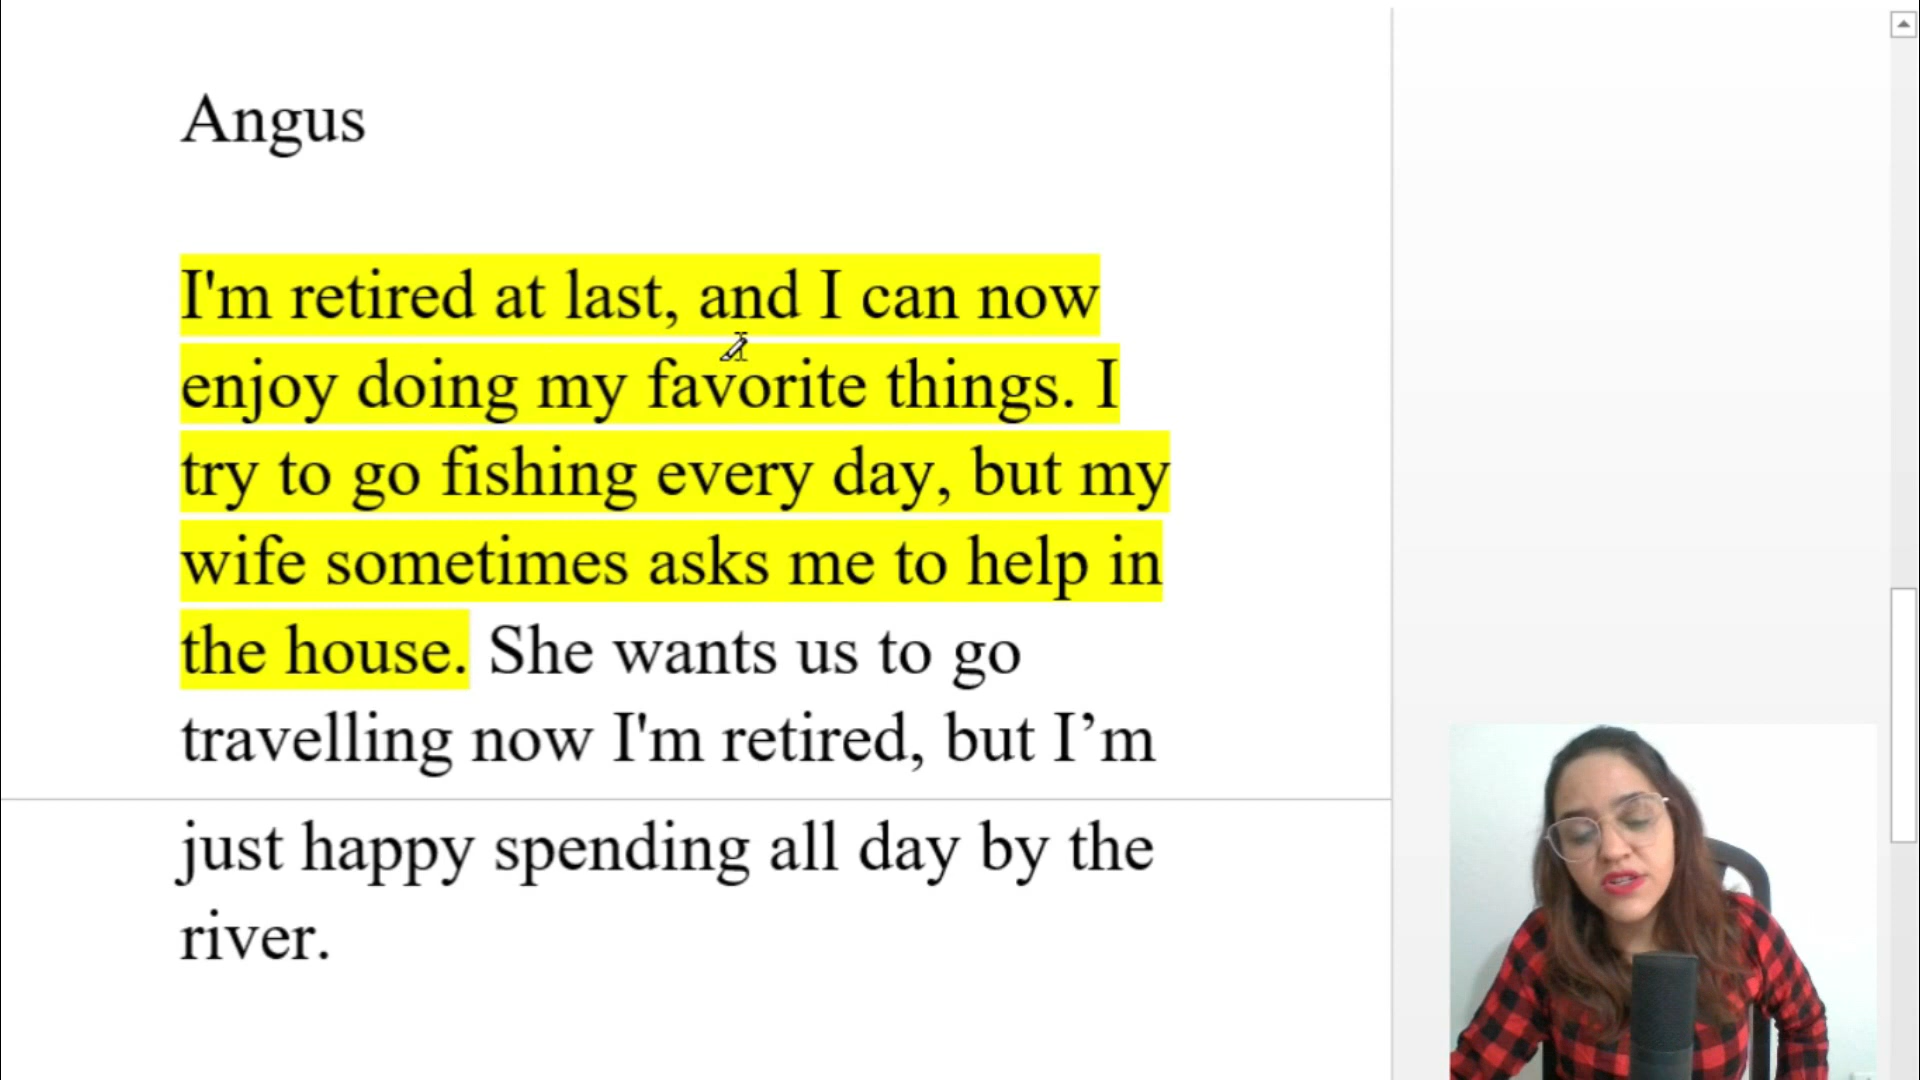 Angus
I'm retired at last, and I can now
enjoy doing my favorite things. I
try to go fishing every day, but my
wife sometimes asks me to help in
the house. She wants us to go
travelling now I'm retired, but I’m
just happy spending all day by the
river.